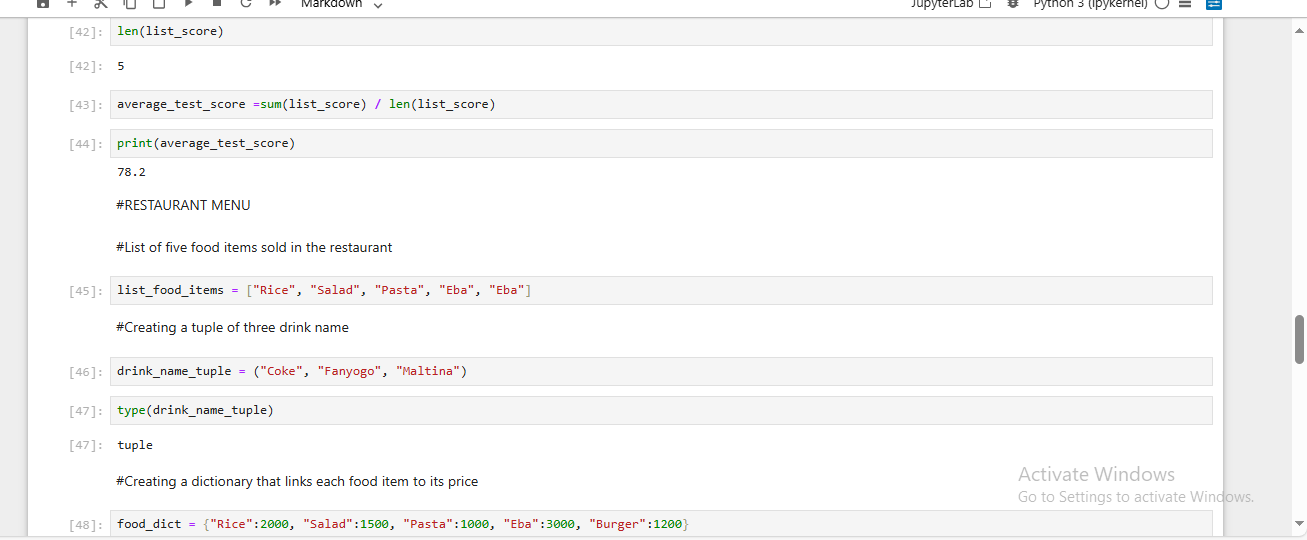 Markdown
JupyterLab
Python 3 (ipykernel)
[42]: len(list_score)
[42]: 5
[43]: average_test_score =sum(list_score) / len(list_score)
[44]: print(average_test_score)
78.2
#RESTAURANT MENU
#List of five food items sold in the restaurant
[45]: list_food_items = ["Rice", "Salad", "Pasta", "Eba", "Eba"]
#Creating a tuple of three drink name
[46]: drink_name_tuple = ("Coke", "Fanyogo", "Maltina")
[47]: type(drink_name_tuple)
[47]: tuple
#Creating a dictionary that links each food item to its price
Activate Windows
Go to Settings to activate Windows.
[48]: food_dict = {"Rice":2000, "Salad":1500, "Pasta":1000, "Eba":3000, "Burger":1200}